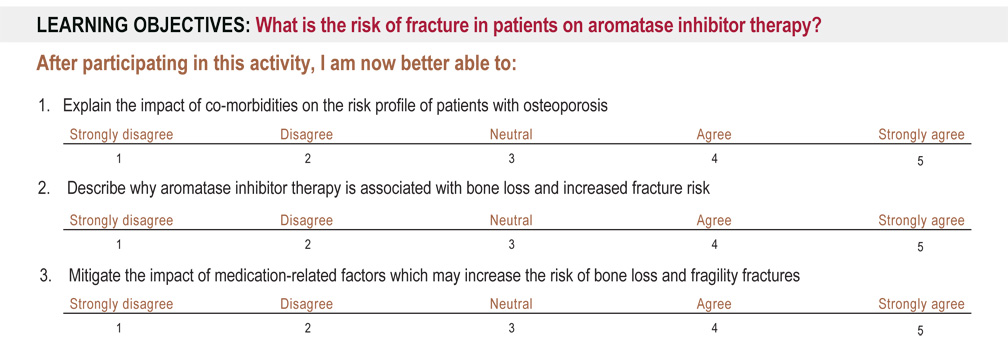 LEARNING OBJECTIVES: What is the risk of fracture in patients on aromatase inhibitor therapy?
After participating in this activity, I am now better able to:
1. Explain the impact of co-morbidities on the risk profile of patients with osteoporosis
Strongly disagree Disagree Neutral Agree Strongly agree
1 2 3 4 5
2. Describe why aromatase inhibitor therapy is associated with bone loss and increased fracture risk
Strongly disagree Disagree Neutral Agree Strongly agree
1 2 3 4 5
3. Mitigate the impact of medication-related factors which may increase the risk of bone loss and fragility fractures
Strongly disagree Disagree Neutral Agree Strongly agree
1 2 3 4 5